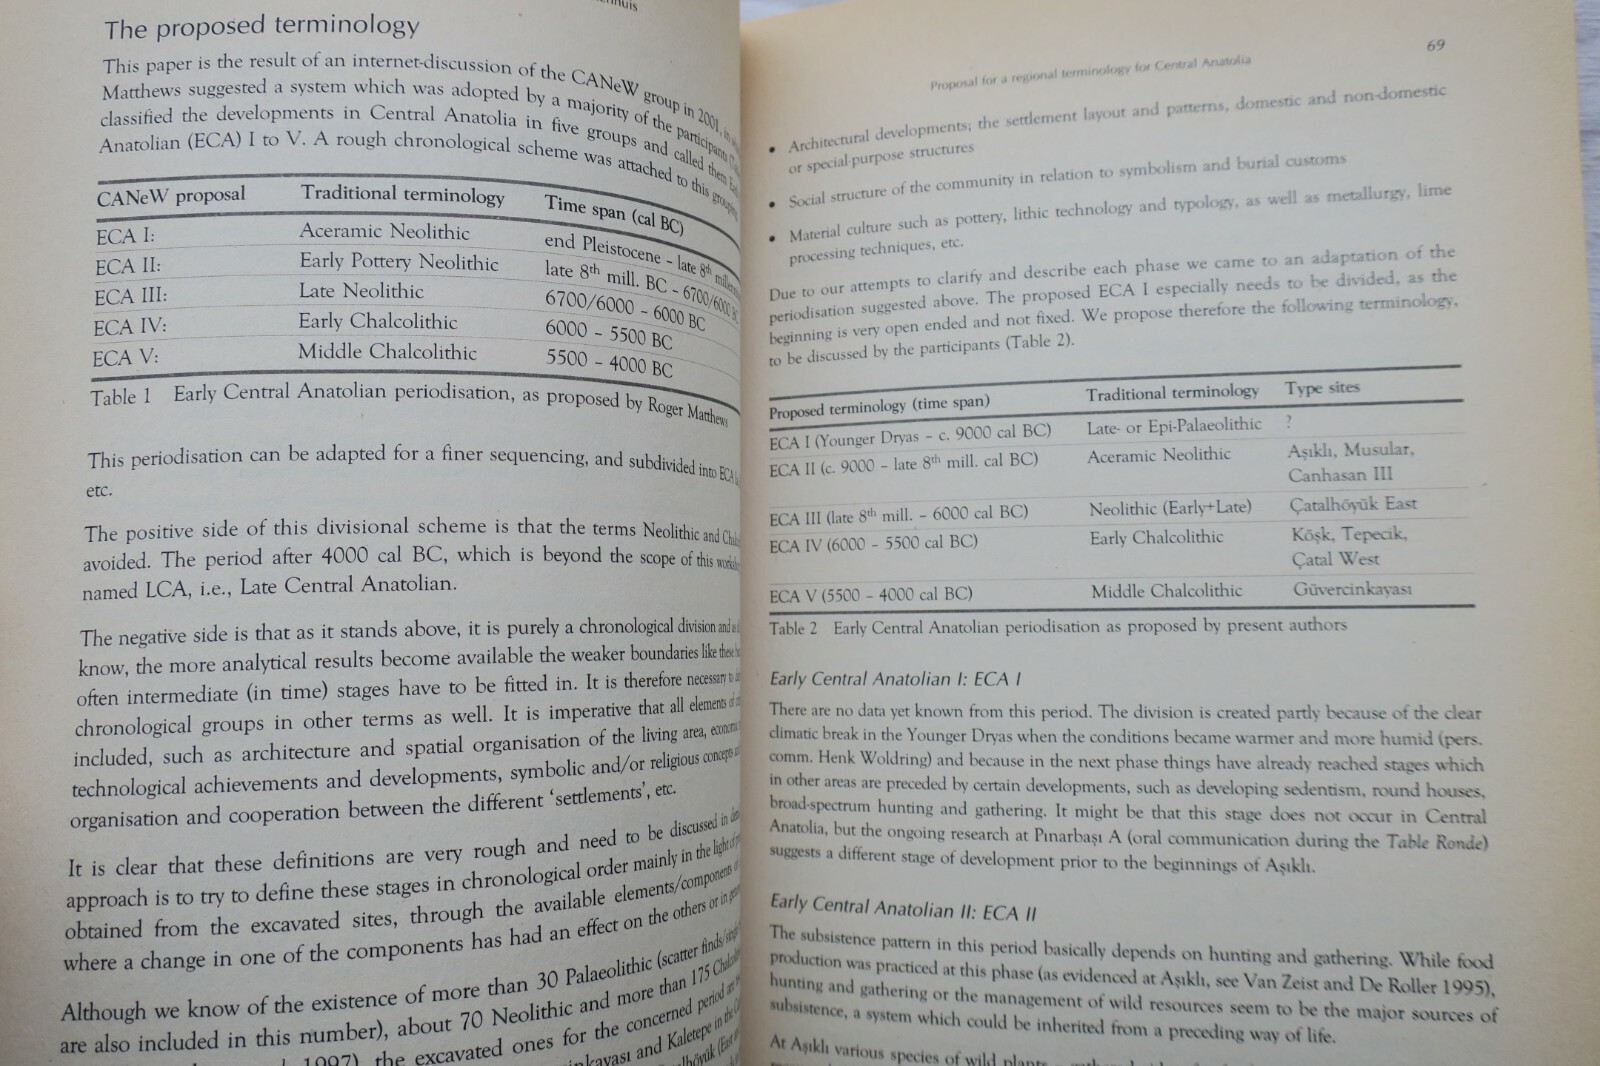 The proposed terminology
This paper is the result of an internet-discussion of the CANeW group in 2001, in
Matthews suggested a system which was adopted by a majority of the participants
classified the developments in Central Anatolia in five groups and called them
Anatolian (ECA) I to V. A rough chronological scheme was attached to this grouping
CANeW proposal Traditional terminology Time span (cal BC)
ECA I: Aceramic Neolithic end Pleistocene – late 8th
ECA II: Early Pottery Neolithic late 8th mill. BC – 6700/6600 BC
ECA III: Late Neolithic 6700/6000 – 6000 BC
ECA IV: Early Chalcolithic 6000 – 5500 BC
ECA V: Middle Chalcolithic 5500 – 4000 BC
Table 1 Early Central Anatolian periodisation, as proposed by Roger Matthews
This periodisation can be adapted for a finer sequencing, and subdivided into ECA
etc.
The positive side of this divisional scheme is that the terms Neolithic and
avoided. The period after 4000 cal BC, which is beyond the scope of this
named LCA, i.e., Late Central Anatolian.
The negative side is that as it stands above, it is purely a chronological division and
know, the more analytical results become available the weaker boundaries like these
often intermediate (in time) stages have to be fitted in. It is therefore necessary to
chronological groups in other terms as well. It is imperative that all elements of
included, such as architecture and spatial organisation of the living area,
technological achievements and developments, symbolic and/or religious concepts
organisation and cooperation between the different 'settlements', etc.
It is clear that these definitions are very rough and need to be discussed in
approach is to try to define these stages in chronological order mainly in the light of
obtained from the excavated sites, through the available elements/components
where a change in one of the components has had an effect on the others or in
Although we know of the existence of more than 30 Palaeolithic (scatter finds/
are also included in this number), about 70 Neolithic and more than 175
1997), the excavated ones for the concerned period are
and Kaletepe in the
69
Proposal for a regional terminology for Central Anatolia
• Architectural developments; the settlement layout and patterns, domestic and non-domestic
or special-purpose structures
• Social structure of the community in relation to symbolism and burial customs
• Material culture such as pottery, lithic technology and typology, as well as metallurgy, lime
processing techniques, etc.
Due to our attempts to clarify and describe each phase we came to an adaptation of the
periodisation suggested above. The proposed ECA I especially needs to be divided, as the
beginning is very open ended and not fixed. We propose therefore the following terminology,
to be discussed by the participants (Table 2).
Proposed terminology (time span) Traditional terminology Type sites
ECA I (Younger Dryas – c. 9000 cal BC) Late- or Epi-Palaeolithic ?
ECA II (c. 9000 – late 8th mill. cal BC) Aceramic Neolithic Aşıklı, Musular,
Canhasan III
ECA III (late 8th mill. – 6000 cal BC) Neolithic (Early+Late) Çatalhöyük East
ECA IV (6000 – 5500 cal BC) Early Chalcolithic Köşk, Tepecik,
Çatal West
ECA V (5500 – 4000 cal BC) Middle Chalcolithic Güvercinkayası
Table 2 Early Central Anatolian periodisation as proposed by present authors
Early Central Anatolian I: ECA I
There are no data yet known from this period. The division is created partly because of the clear
climatic break in the Younger Dryas when the conditions became warmer and more humid (pers.
comm. Henk Woldring) and because in the next phase things have already reached stages which
in other areas are preceded by certain developments, such as developing sedentism, round houses,
broad-spectrum hunting and gathering. It might be that this stage does not occur in Central
Anatolia, but the ongoing research at Pınarbaşı A (oral communication during the Table Ronde)
suggests a different stage of development prior to the beginnings of Aşıklı.
Early Central Anatolian II: ECA II
The subsistence pattern in this period basically depends on hunting and gathering. While food
production was practiced at this phase (as evidenced at Aşıklı, see Van Zeist and De Roller 1995),
hunting and gathering or the management of wild resources seem to be the major sources of
subsistence, a system which could be inherited from a preceding way of life.
At Aşıklı various species of wild plants